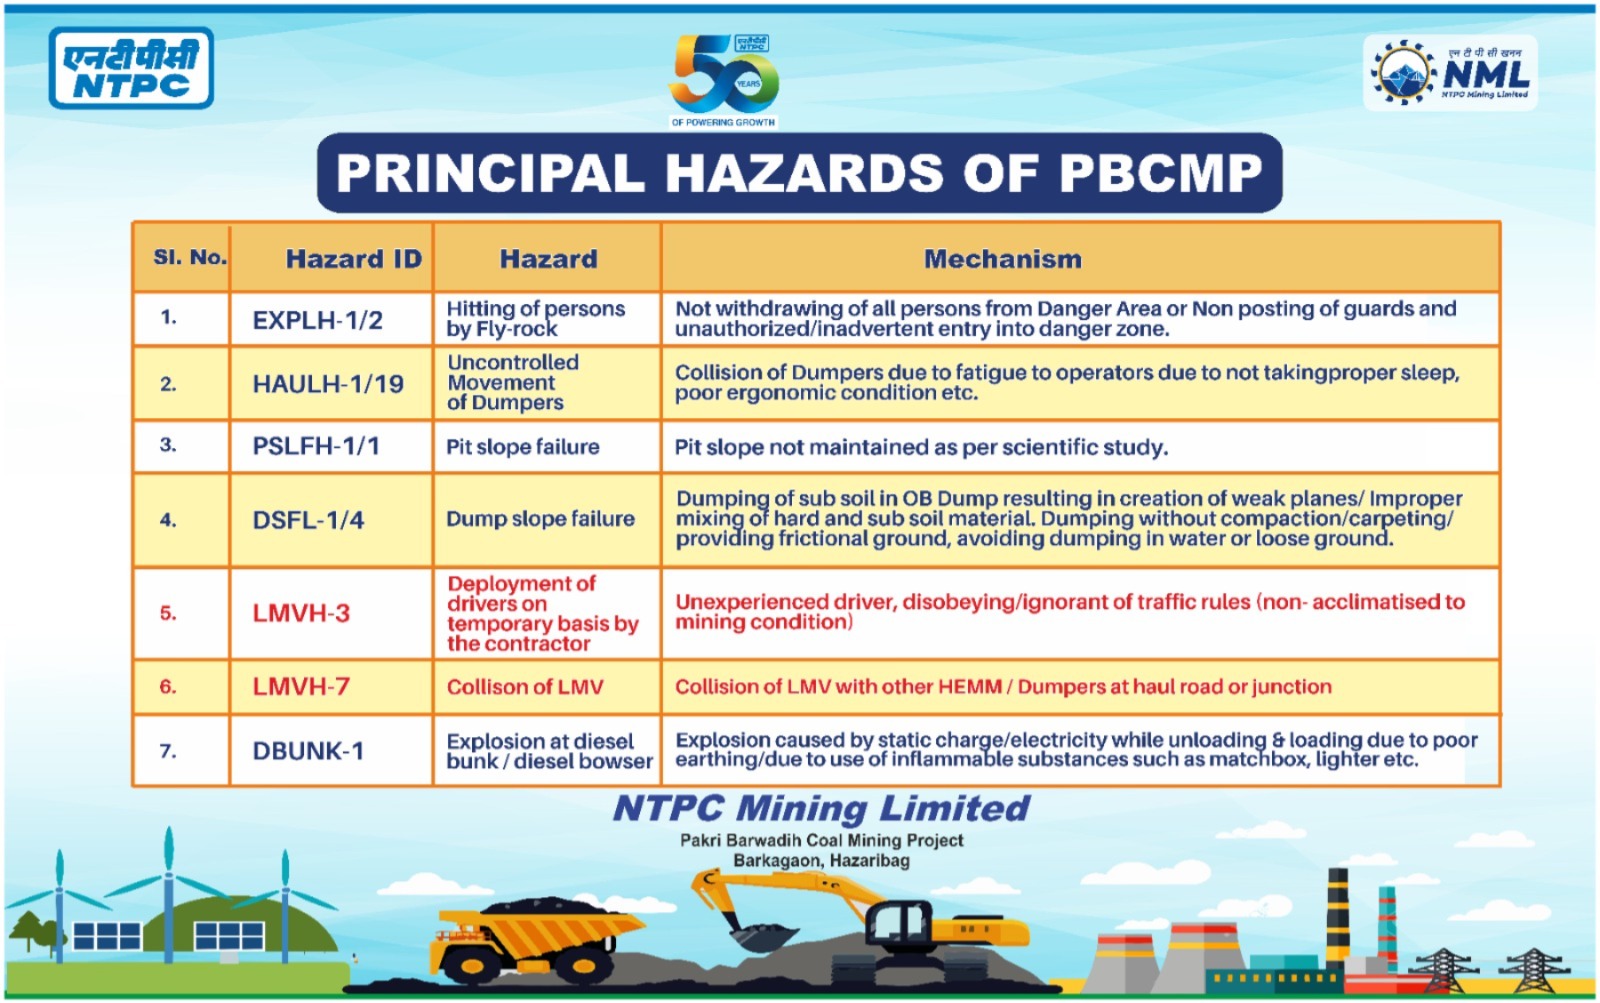 एनटीपीसी
NTPC
50
एनटीपीसी
NTPC
YEARS
OF POWERING GROWTH
एन टी पी सी खनन
NML
NTPC Mining Limited
PRINCIPAL HAZARDS OF PBCMP
Sl. No. Hazard ID Hazard Mechanism
1. EXPLH-1/2 Hitting of persons
by Fly-rock
Not withdrawing of all persons from Danger Area or Non posting of guards and
unauthorized/inadvertent entry into danger zone.
2. HAULH-1/19 Uncontrolled
Movement
of Dumpers
Collision of Dumpers due to fatigue to operators due to not takingproper sleep,
poor ergonomic condition etc.
3. PSLFH-1/1 Pit slope failure Pit slope not maintained as per scientific study.
4. DSFL-1/4 Dump slope failure
Dumping of sub soil in OB Dump resulting in creation of weak planes/ Improper
mixing of hard and sub soil material. Dumping without compaction/carpeting/
providing frictional ground, avoiding dumping in water or loose ground.
5. LMVH-3 Deployment of
drivers on
temporary basis by
the contractor
Unexperienced driver, disobeying/ignorant of traffic rules (non- acclimatised to
mining condition)
6. LMVH-7 Collison of LMV Collision of LMV with other HEMM / Dumpers at haul road or junction
7. DBUNK-1 Explosion at diesel
bunk / diesel bowser
Explosion caused by static charge/electricity while unloading & loading due to poor
earthing/due to use of inflammable substances such as matchbox, lighter etc.
NTPC Mining Limited
Pakri Barwadih Coal Mining Project
Barkagaon, Hazaribag